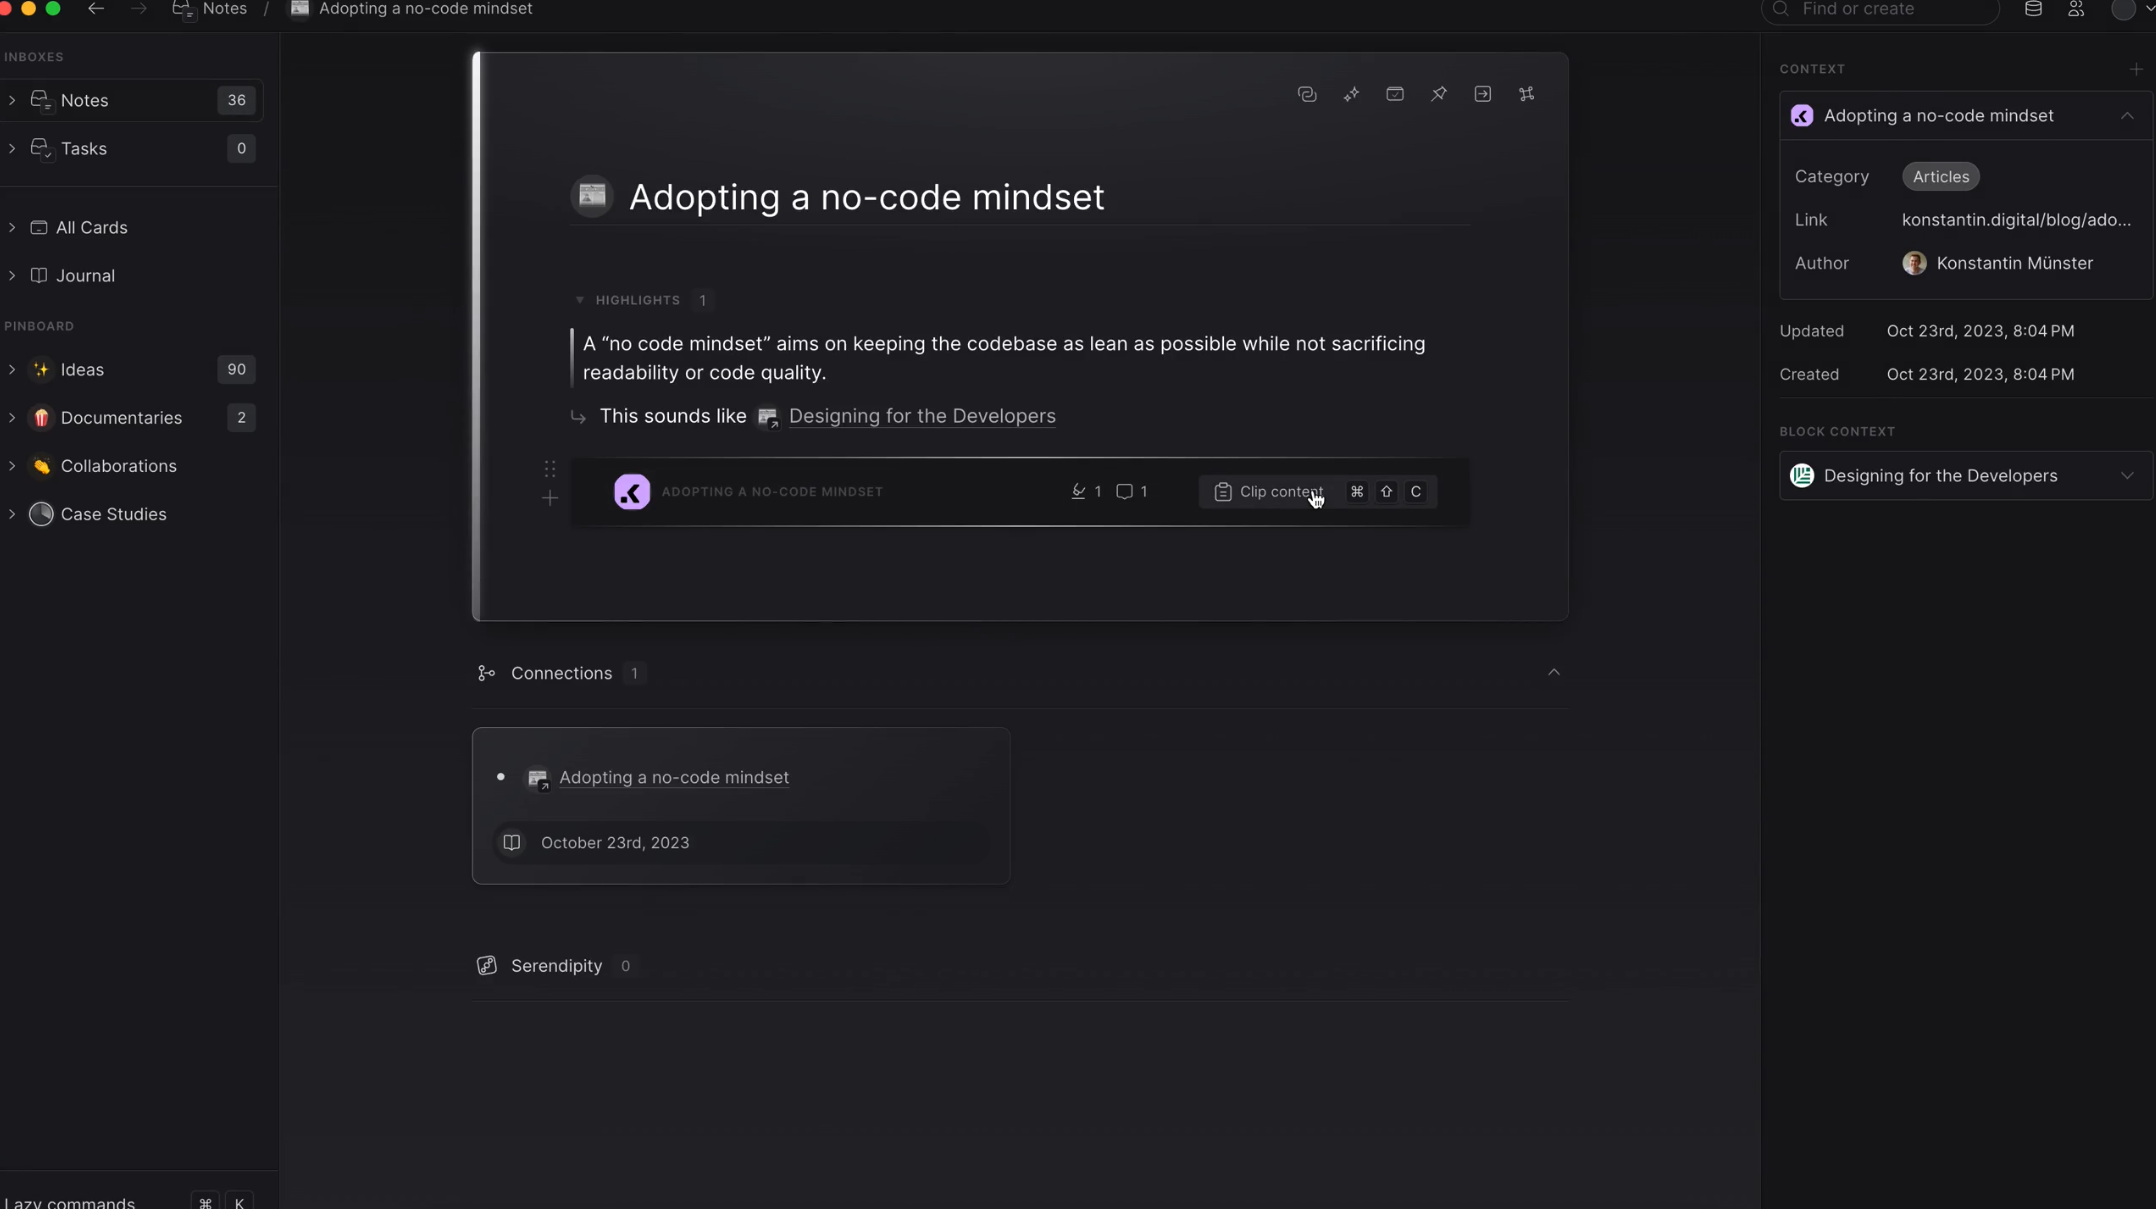 Notes / Adopting a no-code mindset
Find or create
INBOXES
Notes 36
Tasks 0
All Cards
Journal
PINBOARD
Ideas 90
Documentaries 2
Collaborations
Case Studies
Lazy commands ⌘ K
Adopting a no-code mindset
HIGHLIGHTS 1
A “no code mindset” aims on keeping the codebase as lean as possible while not sacrificing
readability or code quality.
This sounds like Designing for the Developers
ADOPTING A NO-CODE MINDSET 1 1 Clip content ⌘ ⇧ C
Connections 1
Adopting a no-code mindset
October 23rd, 2023
Serendipity 0
CONTEXT
Adopting a no-code mindset
Category Articles
Link konstantin.digital/blog/ado...
Author Konstantin Münster
Updated Oct 23rd, 2023, 8:04 PM
Created Oct 23rd, 2023, 8:04 PM
BLOCK CONTEXT
Designing for the Developers